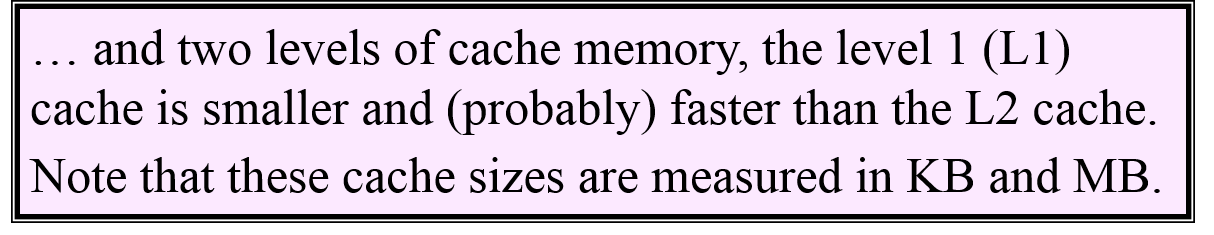 … and two levels of cache memory, the level 1 (L1)
cache is smaller and (probably) faster than the L2 cache.
Note that these cache sizes are measured in KB and MB.